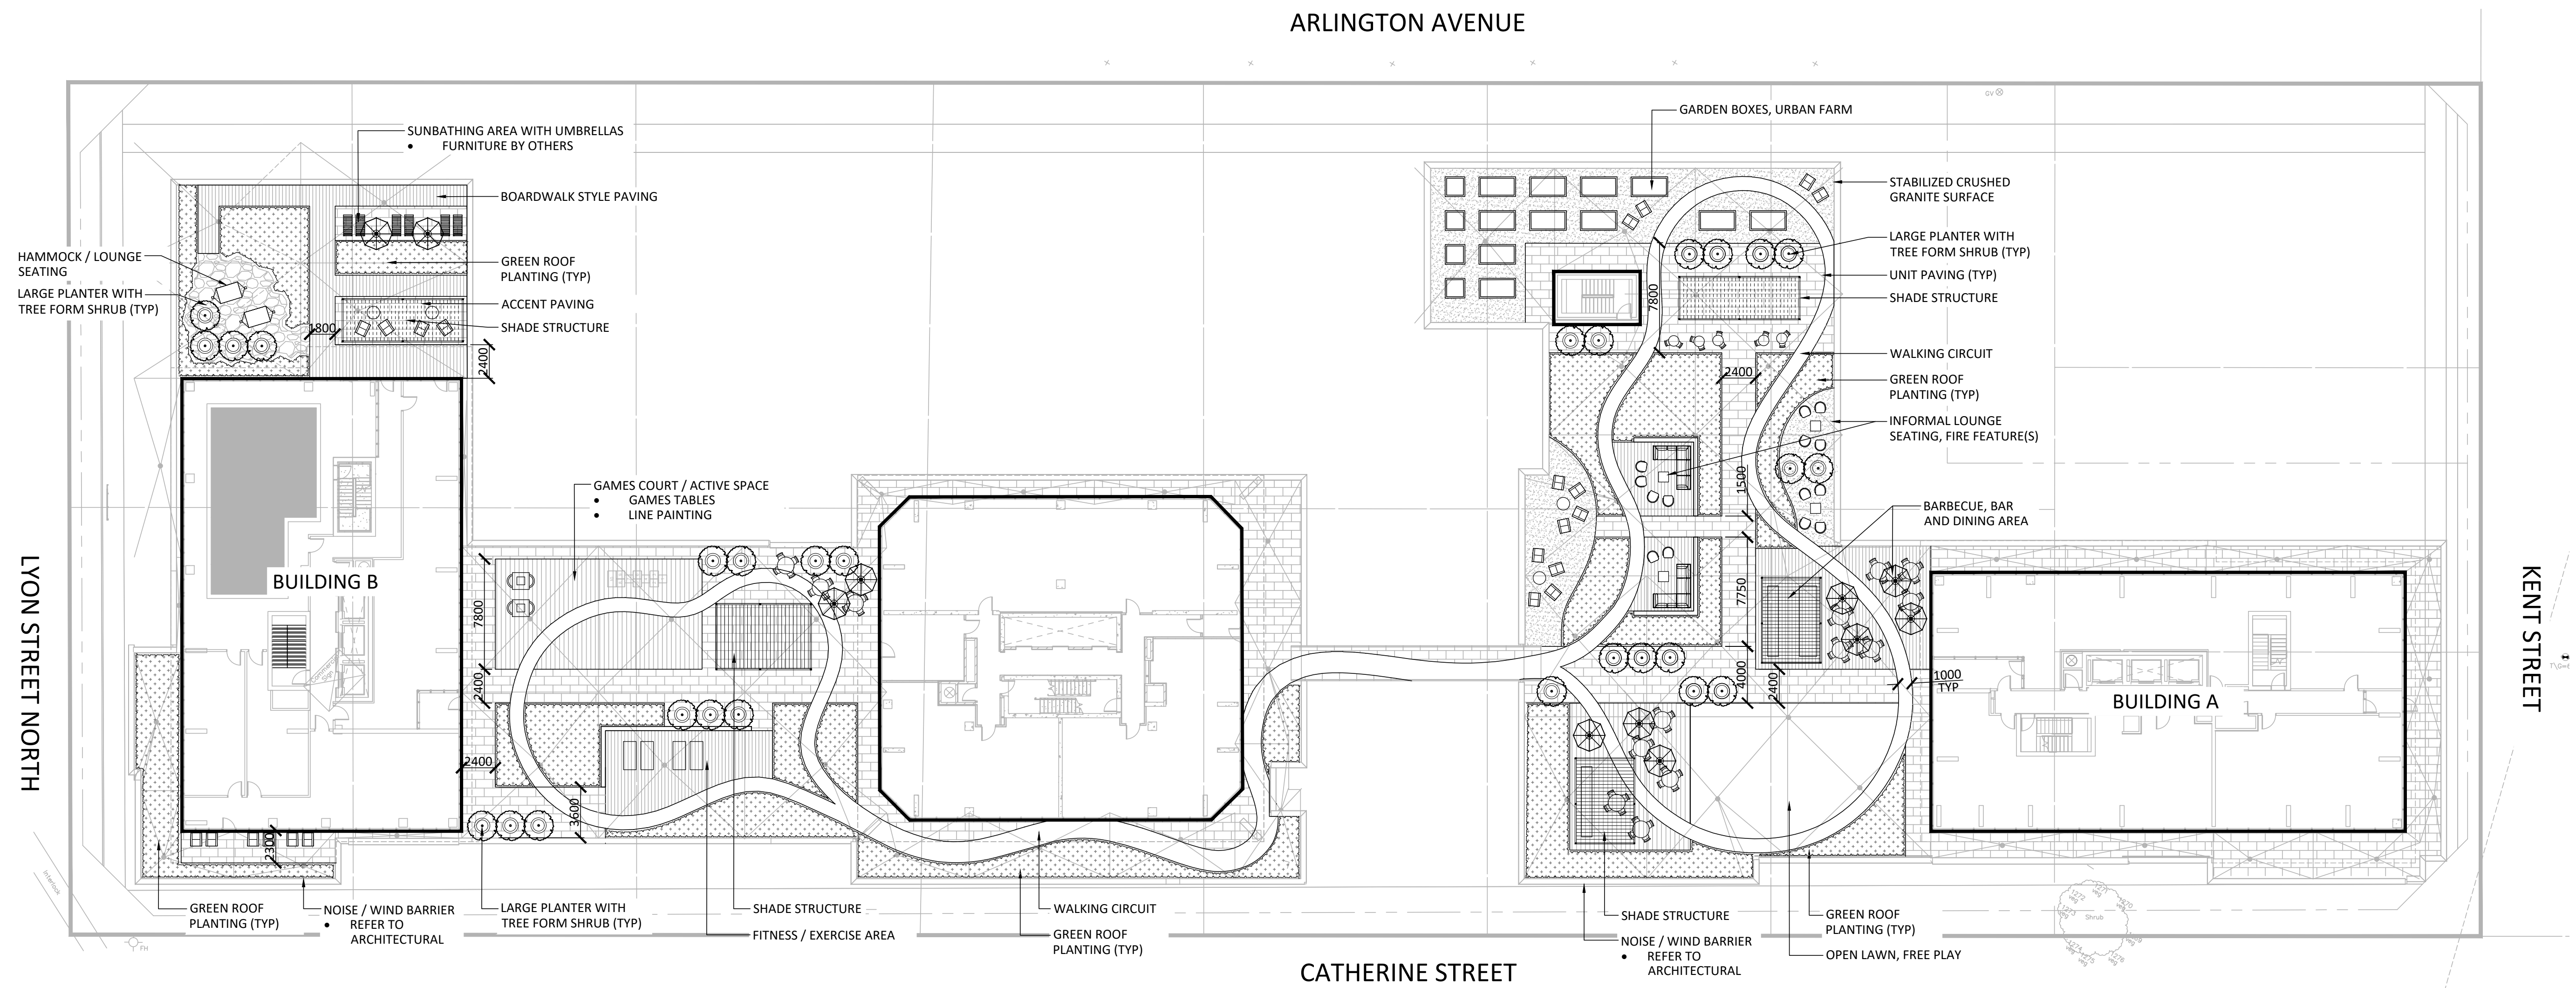 ARLINGTON AVENUE
GV
SUNBATHING AREA WITH UMBRELLAS
• FURNITURE BY OTHERS
BOARDWALK STYLE PAVING
HAMMOCK / LOUNGE
SEATING
LARGE PLANTER WITH
TREE FORM SHRUB (TYP)
GREEN ROOF
PLANTING (TYP)
ACCENT PAVING
SHADE STRUCTURE
1800
2400
GARDEN BOXES, URBAN FARM
STABILIZED CRUSHED
GRANITE SURFACE
LARGE PLANTER WITH
TREE FORM SHRUB (TYP)
UNIT PAVING (TYP)
SHADE STRUCTURE
7800
WALKING CIRCUIT
2400
GREEN ROOF
PLANTING (TYP)
INFORMAL LOUNGE
SEATING, FIRE FEATURE(S)
1500
BARBECUE, BAR
AND DINING AREA
7750
4000
2400
1000
TYP
GAMES COURT / ACTIVE SPACE
• GAMES TABLES
• LINE PAINTING
7800
2400
2400
3600
2300
BUILDING B
BUILDING A
LYON STREET NORTH
KENT STREET
GREEN ROOF
PLANTING (TYP)
NOISE / WIND BARRIER
• REFER TO
ARCHITECTURAL
LARGE PLANTER WITH
TREE FORM SHRUB (TYP)
SHADE STRUCTURE
FITNESS / EXERCISE AREA
WALKING CIRCUIT
GREEN ROOF
PLANTING (TYP)
SHADE STRUCTURE
NOISE / WIND BARRIER
• REFER TO
ARCHITECTURAL
GREEN ROOF
PLANTING (TYP)
OPEN LAWN, FREE PLAY
Interlock
FH
Shrub
CATHERINE STREET